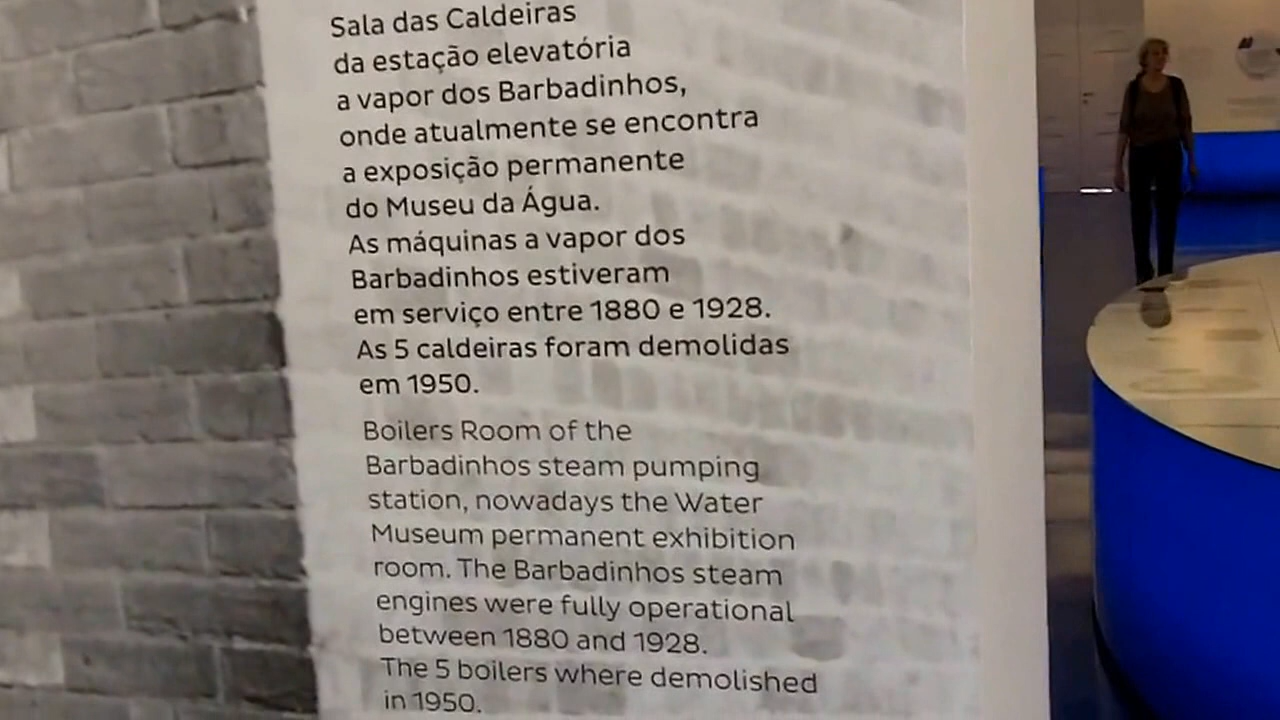 Sala das Caldeiras
da estação elevatória
a vapor dos Barbadinhos,
onde atualmente se encontra
a exposição permanente
do Museu da Água.
As máquinas a vapor dos
Barbadinhos estiveram
em serviço entre 1880 e 1928.
As 5 caldeiras foram demolidas
em 1950.
Boilers Room of the
Barbadinhos steam pumping
station, nowadays the Water
Museum permanent exhibition
room. The Barbadinhos steam
engines were fully operational
between 1880 and 1928.
The 5 boilers where demolished
in 1950.